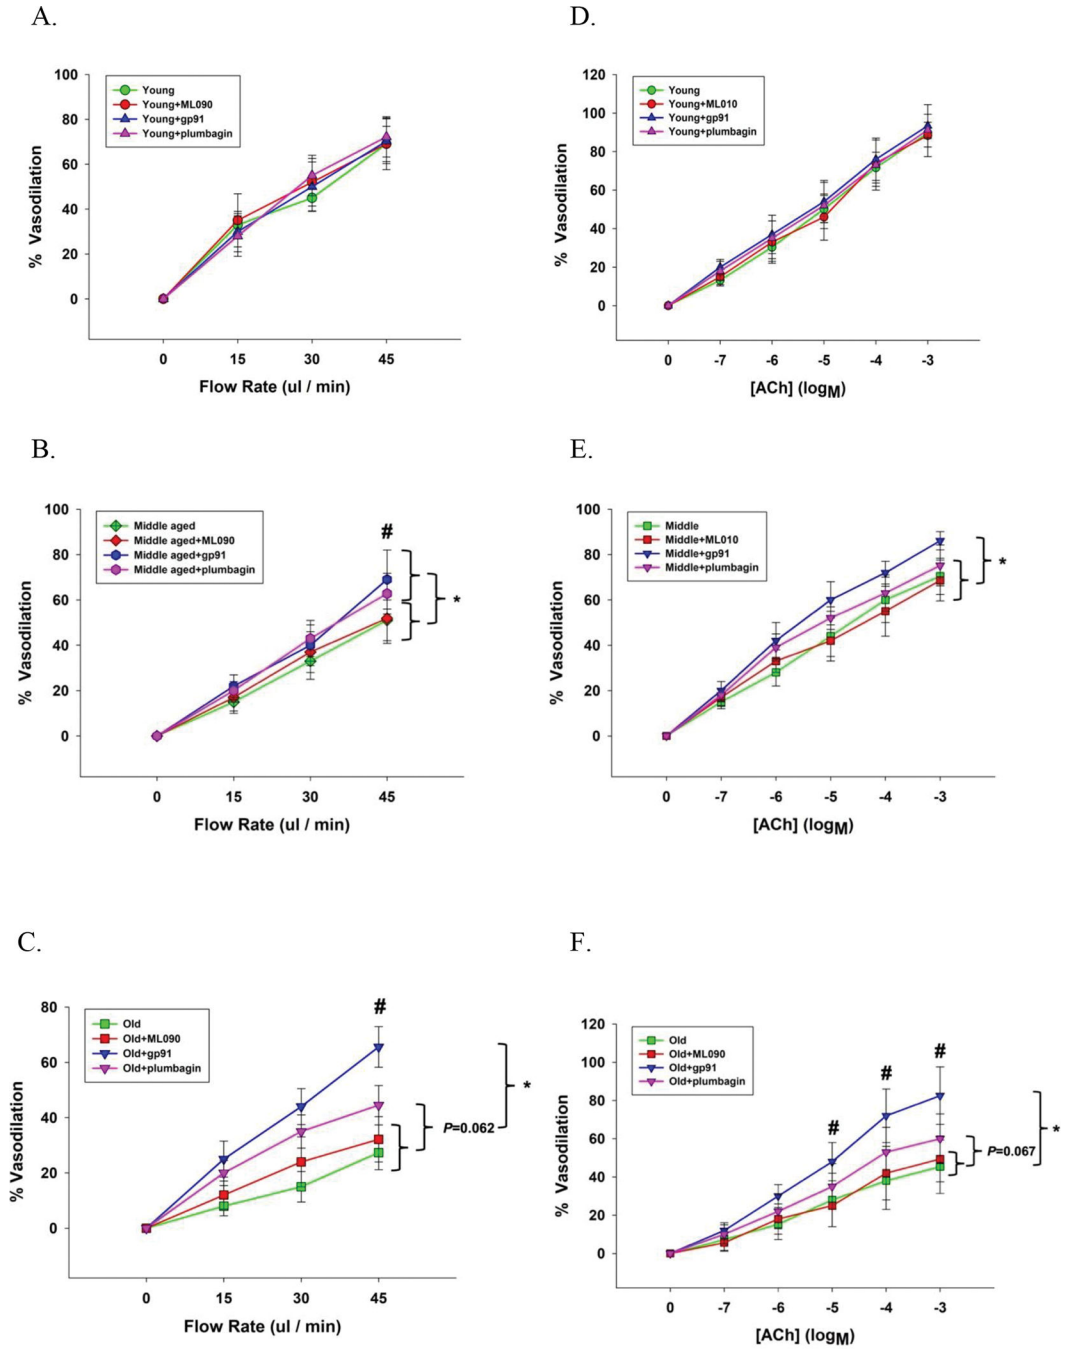 A.
100
80
60
40
20
0
% Vasodilation
Young
Young+ML090
Young+gp91
Young+plumbagin
0 15 30 45
Flow Rate (ul / min)
D.
120
100
80
60
40
20
0
% Vasodilation
Young
Young+ML010
Young+gp91
Young+plumbagin
0 -7 -6 -5 -4 -3
[ACh] (logM)
B.
100
80
60
40
20
0
% Vasodilation
Middle aged
Middle aged+ML090
Middle aged+gp91
Middle aged+plumbagin
#
*
0 15 30 45
Flow Rate (ul / min)
E.
100
80
60
40
20
0
% Vasodilation
Middle
Middle+ML010
Middle+gp91
Middle+plumbagin
*
0 -7 -6 -5 -4 -3
[ACh] (logM)
C.
80
60
40
20
0
% Vasodilation
Old
Old+ML090
Old+gp91
Old+plumbagin
#
*
P=0.062
0 15 30 45
Flow Rate (ul / min)
F.
120
100
80
60
40
20
0
% Vasodilation
Old
Old+ML090
Old+gp91
Old+plumbagin
# # #
*
P=0.067
0 -7 -6 -5 -4 -3
[ACh] (logM)